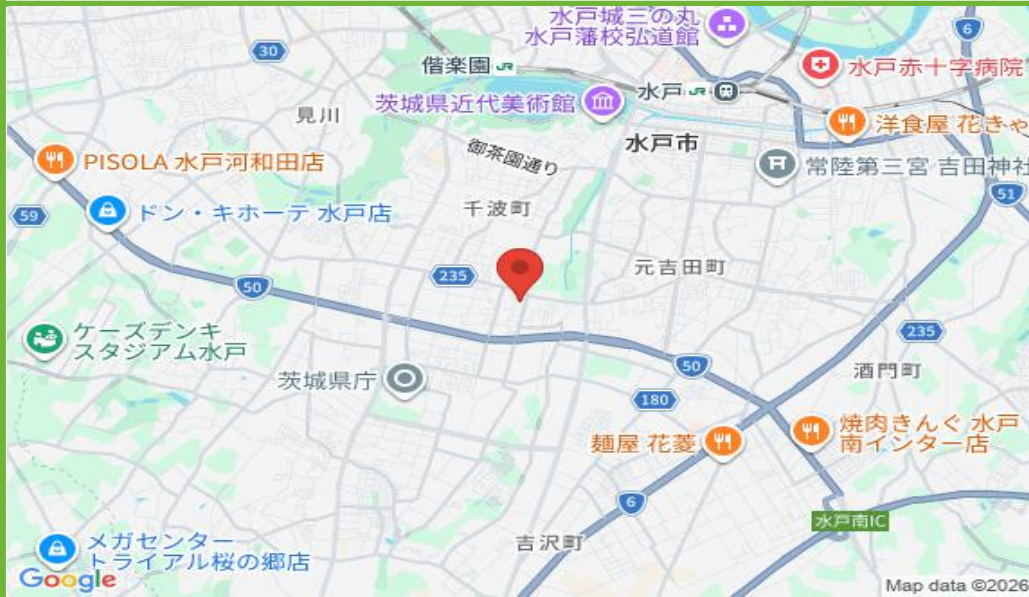 水戸城三の丸
水戸藩校弘道館
6
30
偕楽園 JR
水戸赤十字病院
茨城県近代美術館
水戸 JR
見川
洋食屋 花きゃ
水戸市
御茶園通り
PISOLA 水戸河和田店
常陸第三宮 吉田神社
51
千波町
59
ドン・キホーテ 水戸店
235
元吉田町
50
ケーズデンキ
スタジアム水戸
235
50
酒門町
茨城県庁
180
焼肉きんぐ 水戸
南インター店
麺屋 花菱
6
水戸南IC
吉沢町
メガセンター
トライアル桜の郷店
Google
Map data ©2026